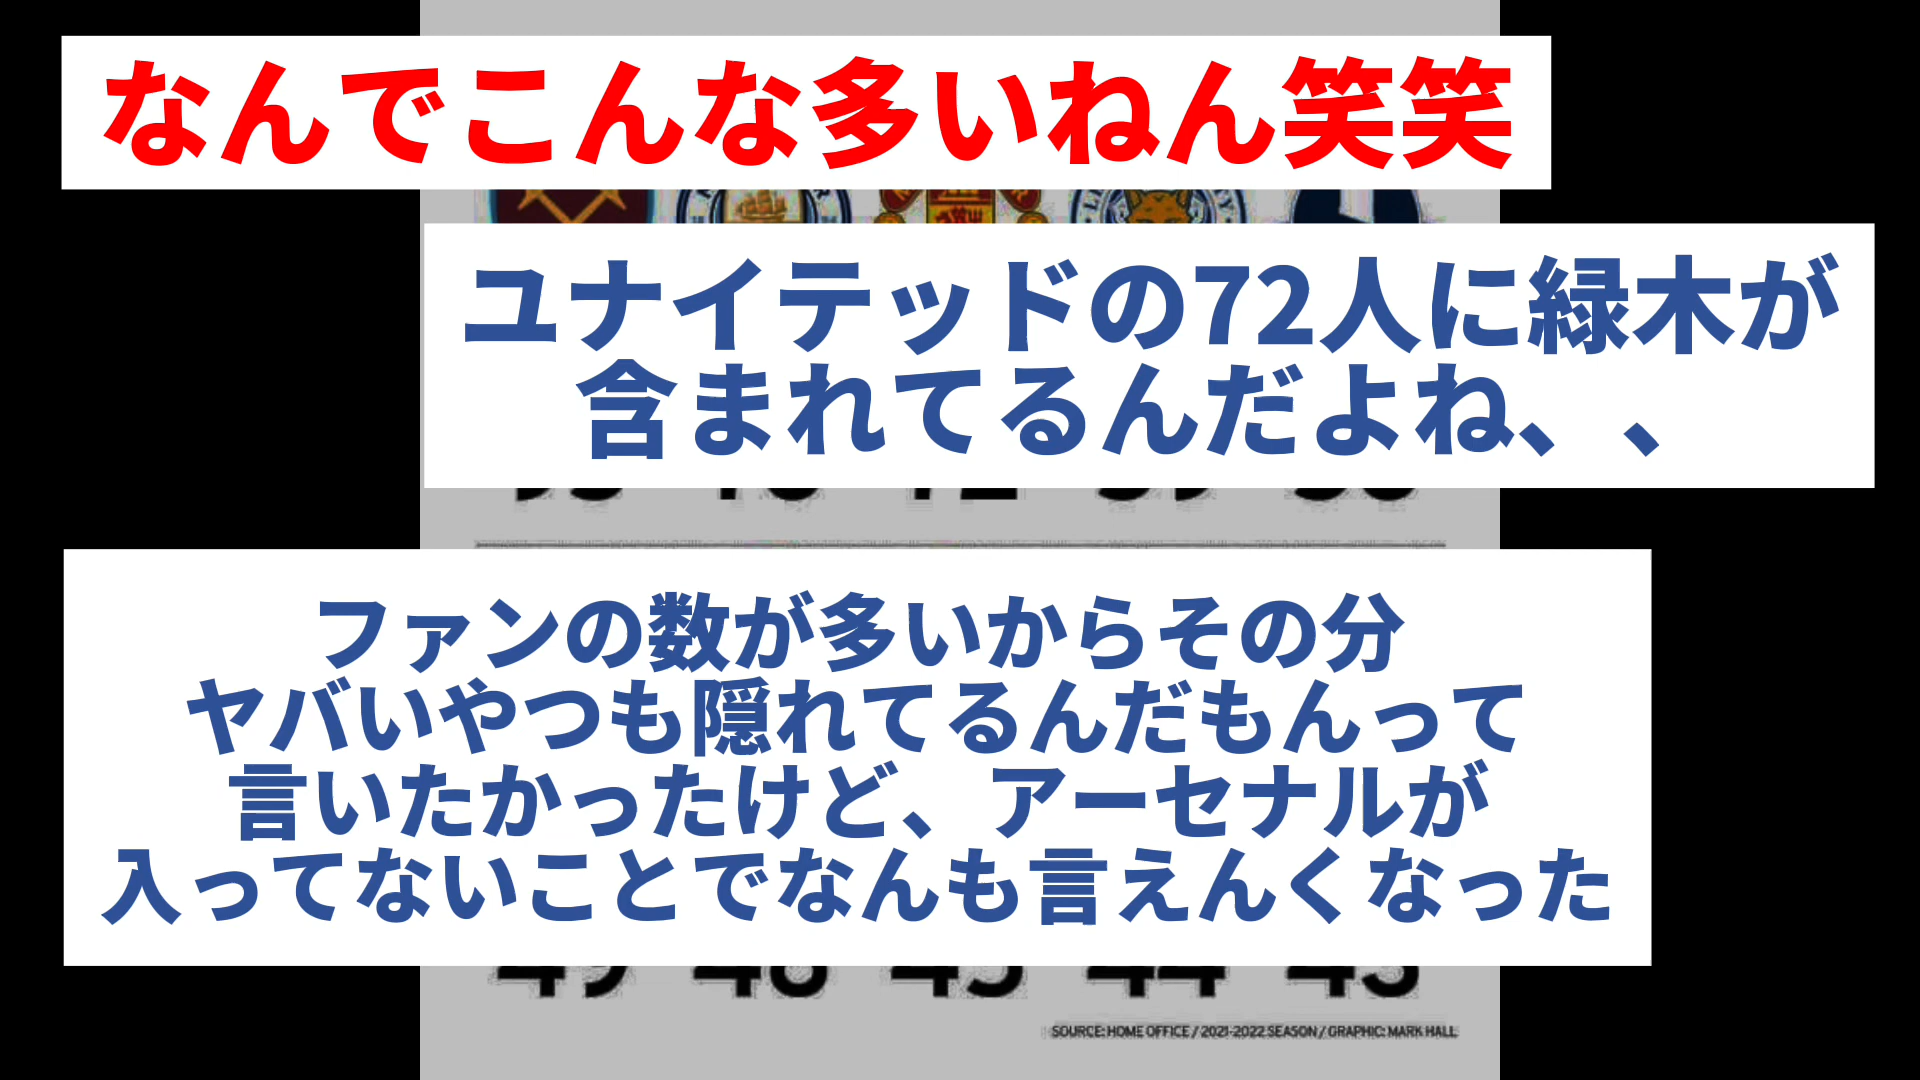 なんでこんな多いねん笑笑
ユナイテッドの72人に緑木が
含まれてるんだよね、、
ファンの数が多いからその分
ヤバいやつも隠れてるんだもんって
言いたかったけど、アーセナルが
入ってないことでなんも言えんくなった
49 48 45 44 43
SOURCE: HOME OFFICE / 2021-2022 SEASON / GRAPHIC: MARK HALL